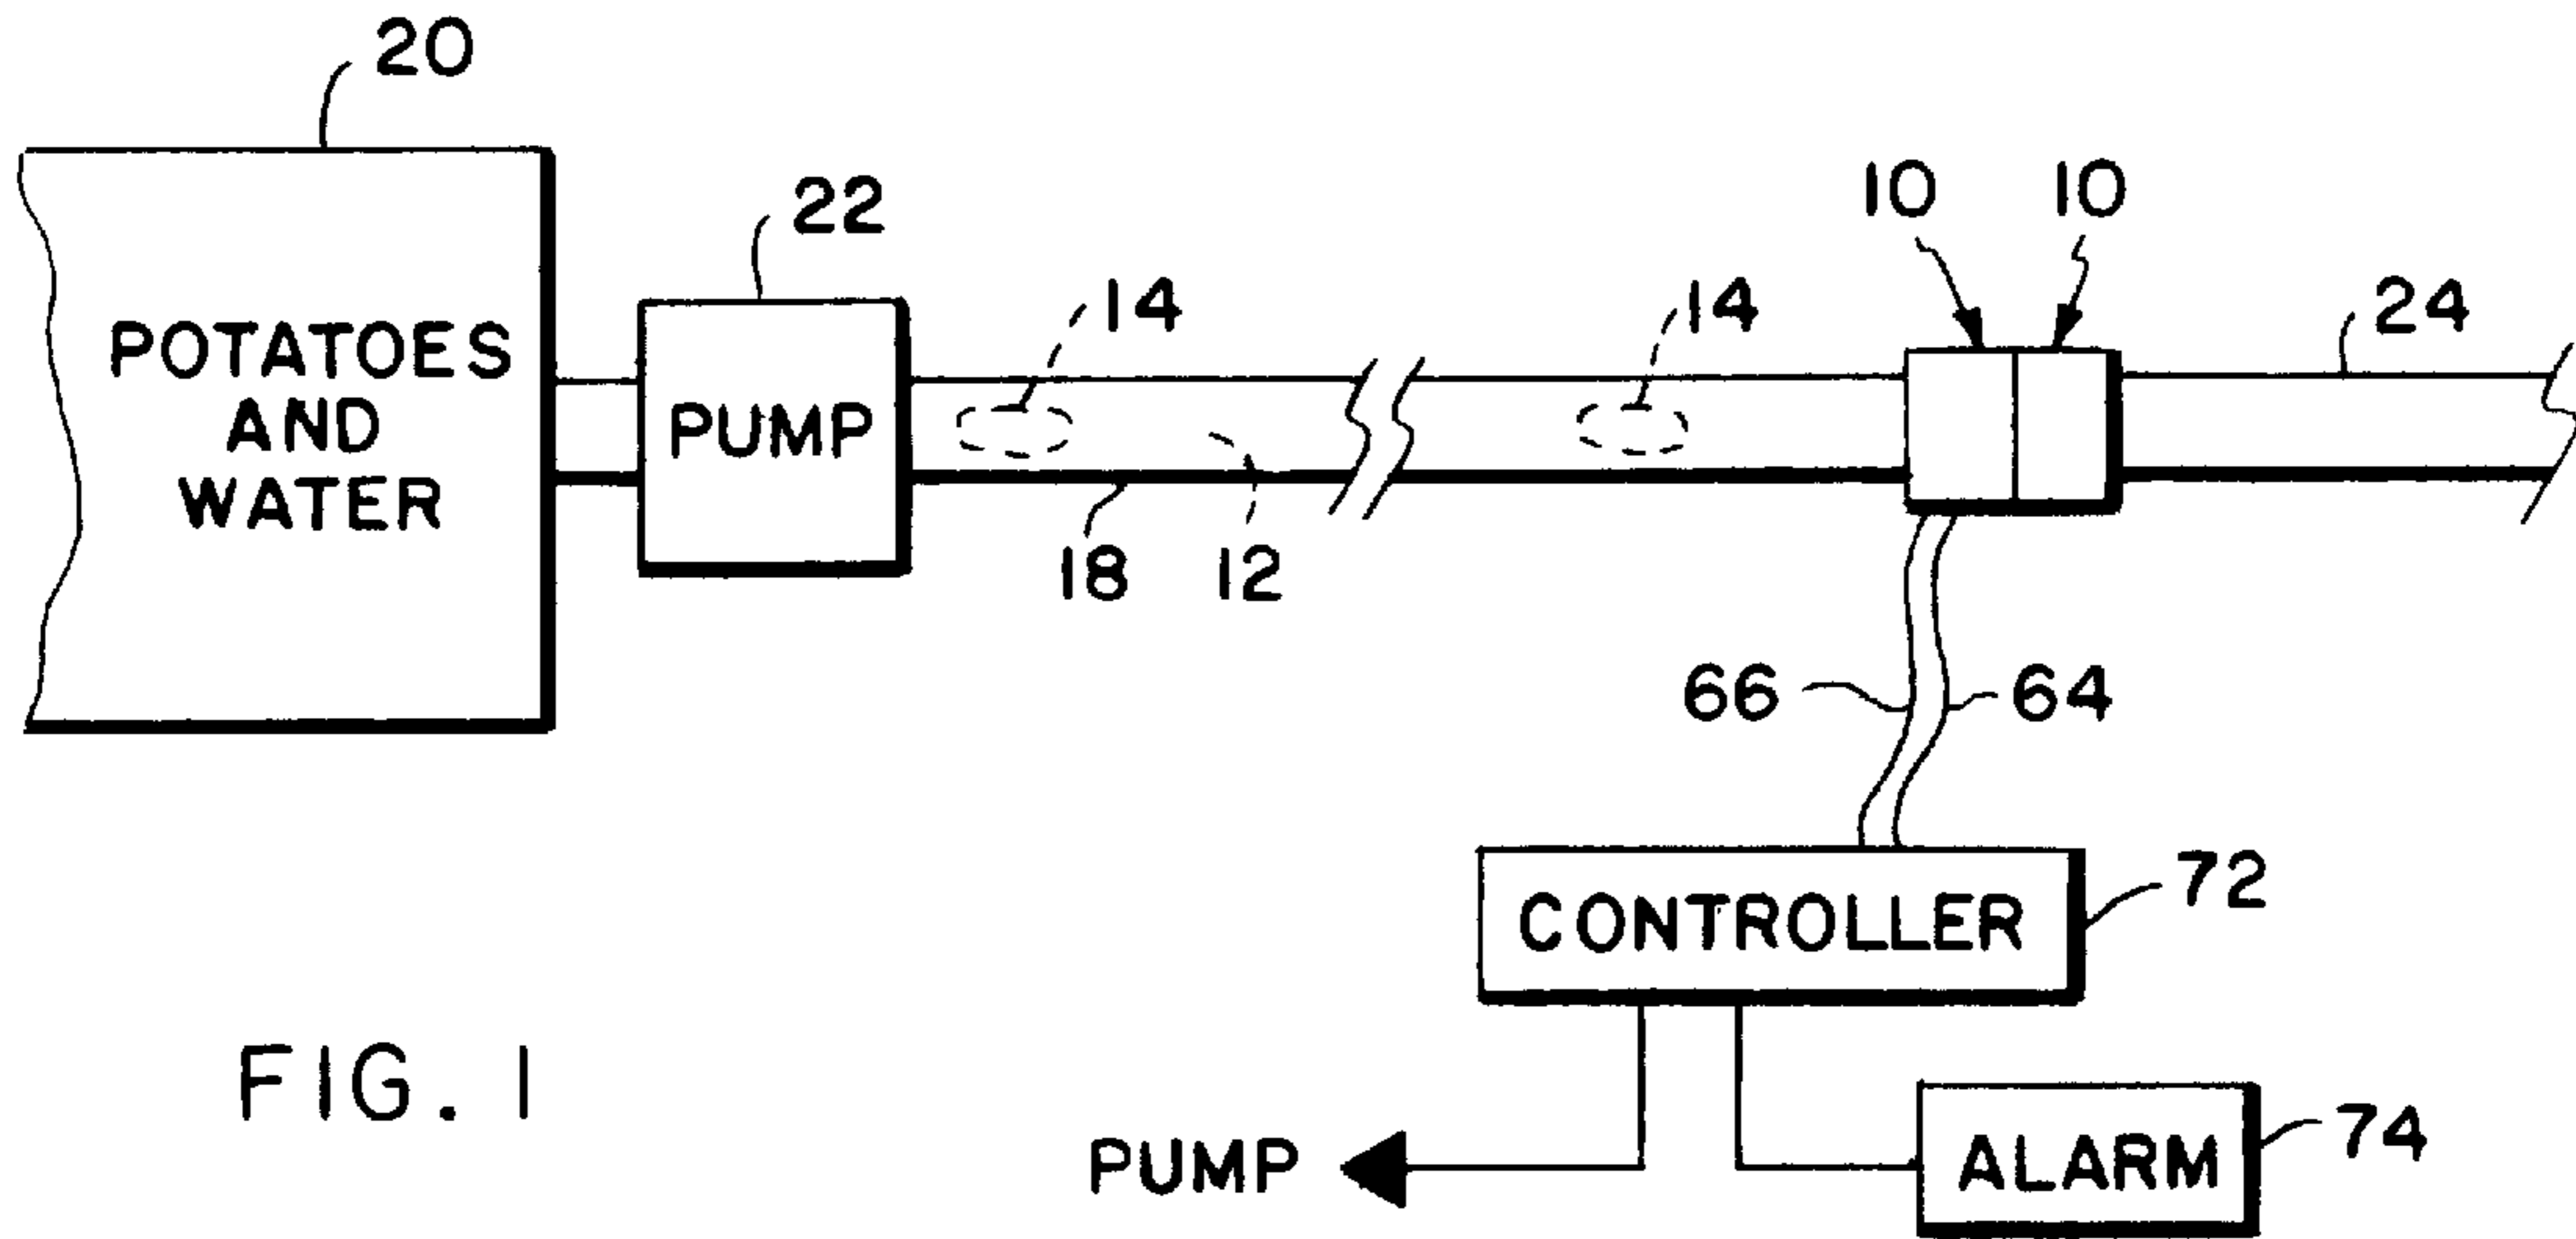 20
22
10 10
14
14
24
POTATOES
AND
WATER
PUMP
18
12
66
64
CONTROLLER
72
FIG. 1
PUMP
ALARM
74